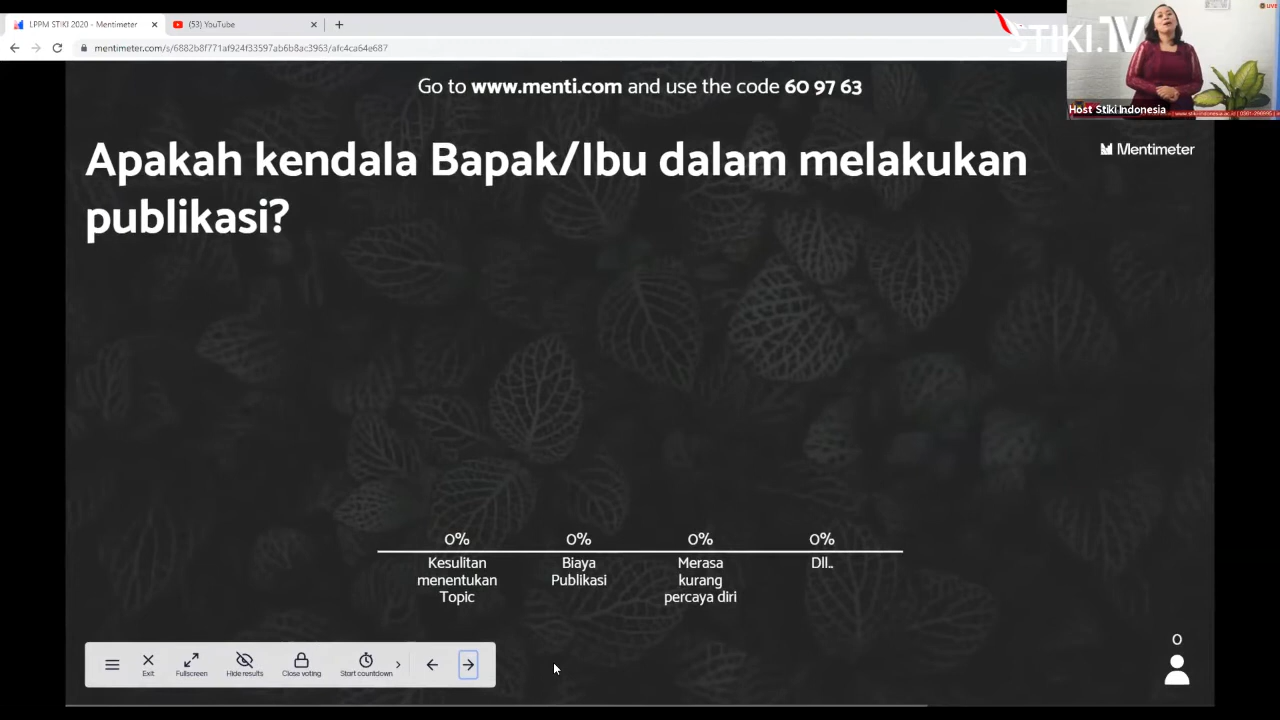 LPPM STIKI 2020 - Mentimeter
(53) YouTube
mentimeter.com/s/6882b8f771af924f33597ab6b8ac3963/afc4ca64e687
LIVE
STIKI.TV
Host Stiki Indonesia
Go to www.menti.com and use the code 60 97 63
Mentimeter
Apakah kendala Bapak/Ibu dalam melakukan
publikasi?
0% 0% 0% 0%
Kesulitan
menentukan
Topic
Biaya
Publikasi
Merasa
kurang
percaya diri
Dll..
0
Exit
Fullscreen
Hide results
Close voting
Start countdown